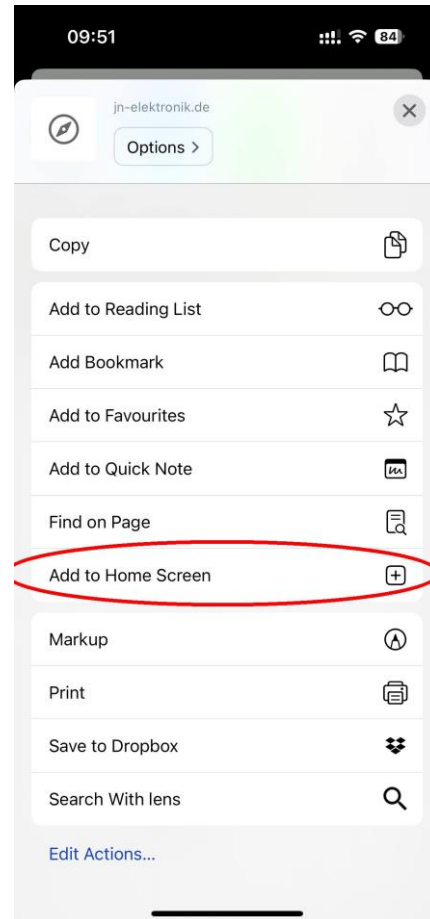 09:51
84
jn-elektronik.de
Options >
Copy
Add to Reading List
Add Bookmark
Add to Favourites
Add to Quick Note
Find on Page
Add to Home Screen
Markup
Print
Save to Dropbox
Search With lens
Edit Actions...